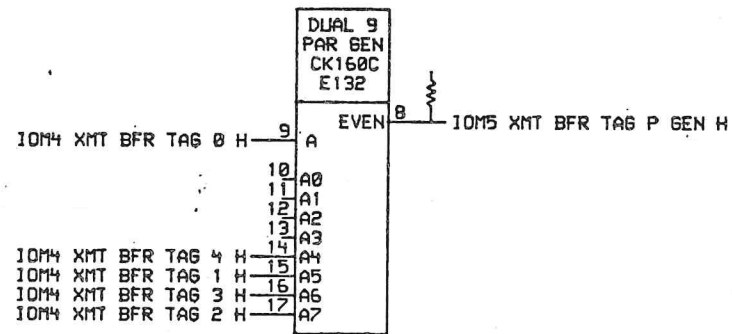 DUAL 9
PAR GEN
CK160C
E132
EVEN 8 IOM5 XMT BFR TAG P GEN H
IOM4 XMT BFR TAG 0 H 9 A
10 A0
11 A1
12 A2
13 A3
IOM4 XMT BFR TAG 4 H 14 A4
IOM4 XMT BFR TAG 1 H 15 A5
IOM4 XMT BFR TAG 3 H 16 A6
IOM4 XMT BFR TAG 2 H 17 A7